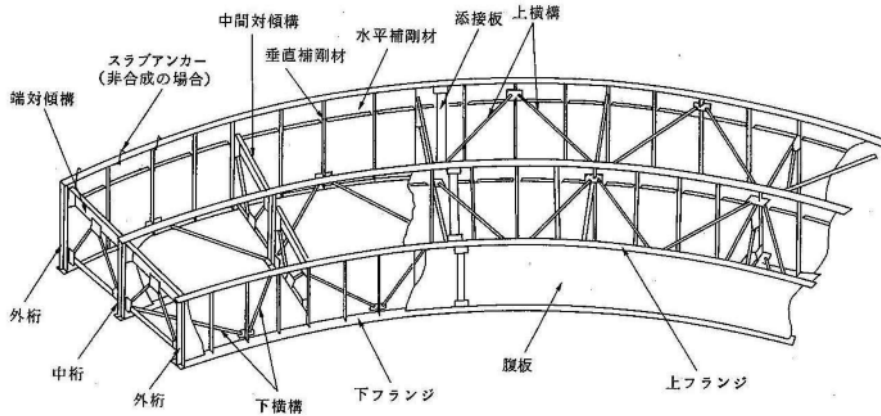 中間対傾構
水平補剛材
添接板
上横構
スラブアンカー
(非合成の場合)
垂直補剛材
端対傾構
外桁
中桁
外桁
下横構
下フランジ
腹板
上フランジ